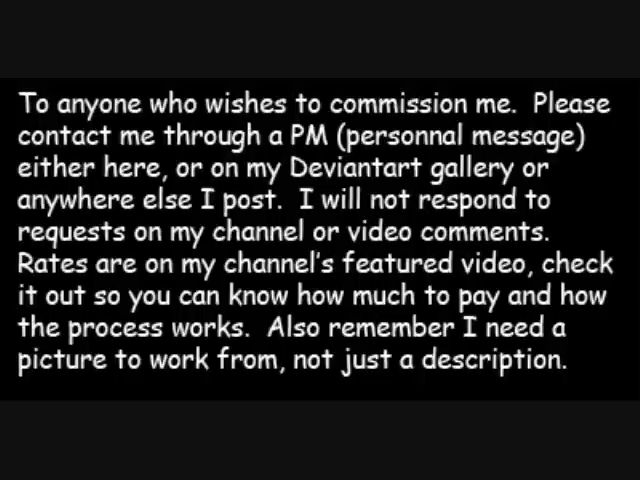 To anyone who wishes to commission me.  Please
contact me through a PM (personnal message)
either here, or on my Deviantart gallery or
anywhere else I post.  I will not respond to
requests on my channel or video comments.
Rates are on my channel's featured video, check
it out so you can know how much to pay and how
the process works.  Also remember I need a
picture to work from, not just a description.